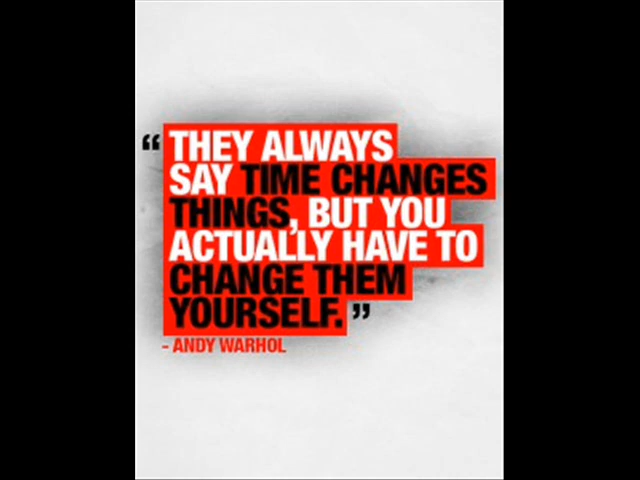 “ THEY ALWAYS
SAY TIME CHANGES
THINGS, BUT YOU
ACTUALLY HAVE TO
CHANGE THEM
YOURSELF. ”
- ANDY WARHOL